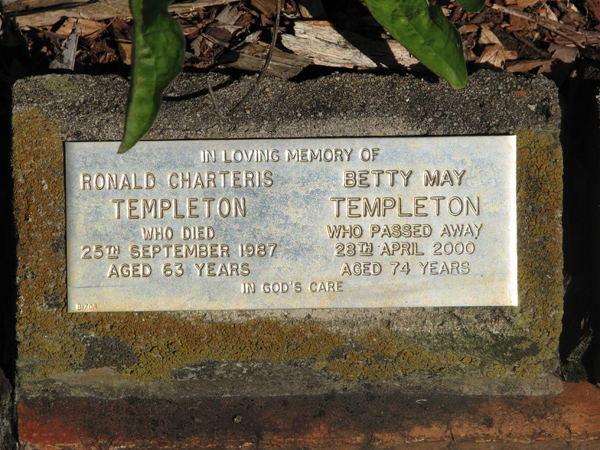 IN LOVING MEMORY OF
RONALD CHARTERIS
TEMPLETON
WHO DIED
25TH SEPTEMBER 1987
AGED 63 YEARS
BETTY MAY
TEMPLETON
WHO PASSED AWAY
28TH APRIL 2000
AGED 74 YEARS
IN GOD'S CARE